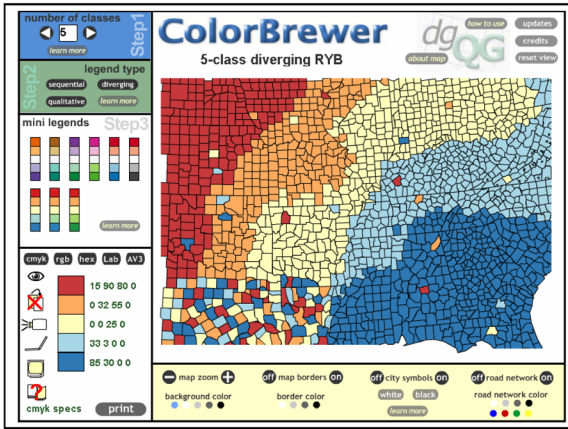 number of classes
5
learn more
Step1
Step2
legend type
sequential
diverging
qualitative
learn more
mini legends
Step3
learn more
cmyk
rgb
hex
Lab
AV3
15 90 80 0
0 32 55 0
0 0 25 0
33 3 0 0
85 30 0 0
cmyk specs
print
ColorBrewer
5-class diverging RYB
dg
QG
how to use
about map
updates
credits
reset view
map zoom
off map borders on
off city symbols on
off road network on
background color
border color
white
black
learn more
road network color